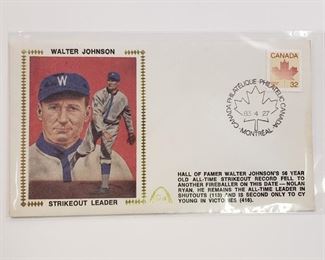 WALTER JOHNSON
W
STRIKEOUT LEADER
CANADA
32
CANADA PHILATÉLIQUE · PHILATELIC CANADA
83 4 27
MONTRÉAL
HALL OF FAMER WALTER JOHNSON'S 56 YEAR
OLD ALL-TIME STRIKEOUT RECORD FELL TO
ANOTHER FIREBALLER ON THIS DATE — NOLAN
RYAN. HE REMAINS THE ALL-TIME LEADER IN
SHUTOUTS (113) AND IS SECOND ONLY TO CY
YOUNG IN VICTORIES (416).